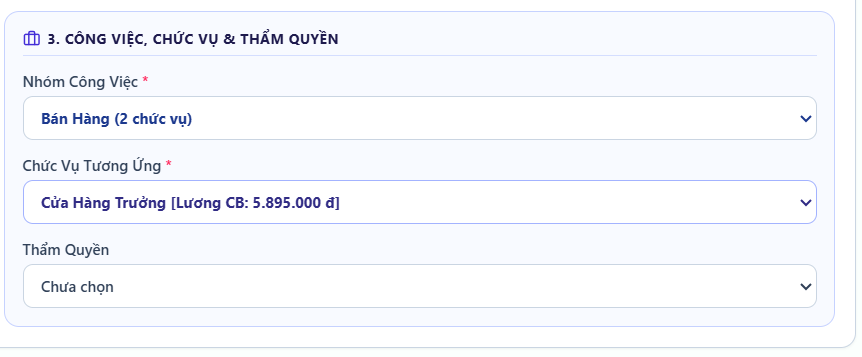 3. CÔNG VIỆC, CHỨC VỤ & THẨM QUYỀN
Nhóm Công Việc *
Bán Hàng (2 chức vụ)
Chức Vụ Tương Ứng *
Cửa Hàng Trưởng [Lương CB: 5.895.000 đ]
Thẩm Quyền
Chưa chọn